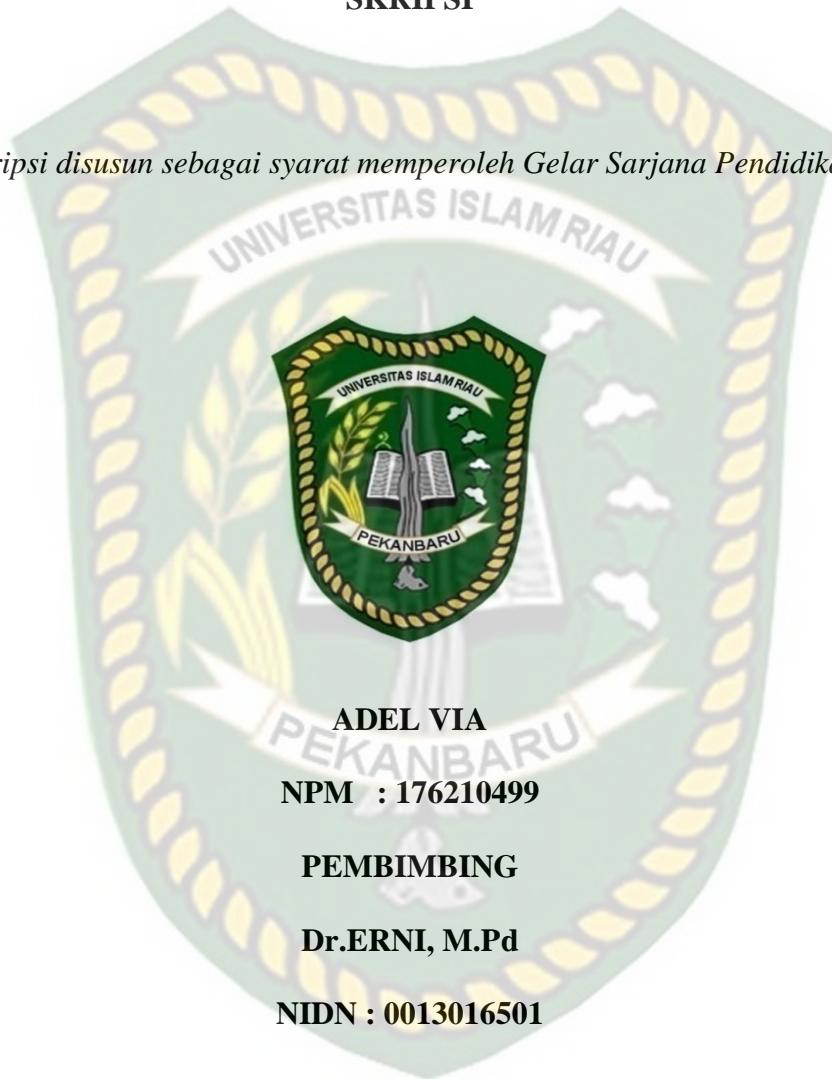 SKRIPSI
ripsi disusun sebagai syarat memperoleh Gelar Sarjana Pendidika
UNIVERSITAS ISLAM RIAU
UNIVERSITAS ISLAM RIAU
PEKANBARU
ADEL VIA
PEKANBARU
NPM : 176210499
PEMBIMBING
Dr.ERNI, M.Pd
NIDN : 0013016501